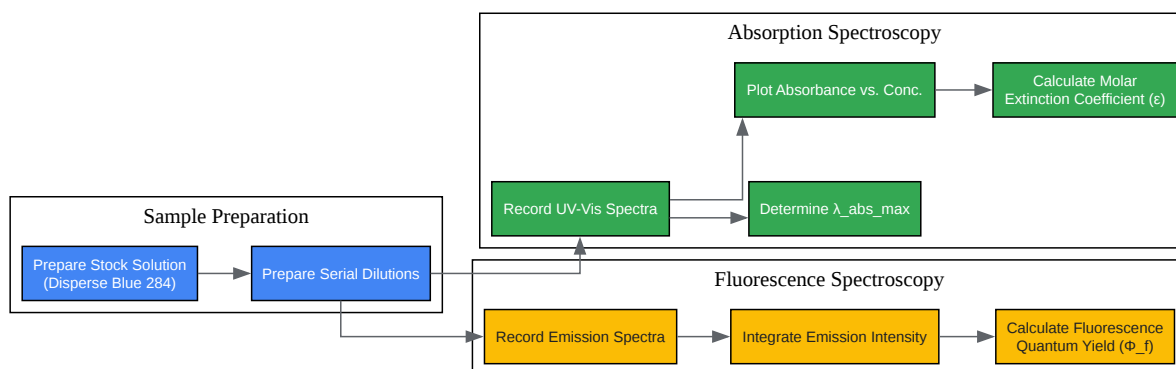 Absorption Spectroscopy
Plot Absorbance vs. Conc.
Calculate Molar
Extinction Coefficient (ε)
Record UV-Vis Spectra
Determine λ_abs_max
Sample Preparation
Prepare Stock Solution
(Disperse Blue 284)
Prepare Serial Dilutions
Fluorescence Spectroscopy
Record Emission Spectra
Integrate Emission Intensity
Calculate Fluorescence
Quantum Yield (Φ_f)